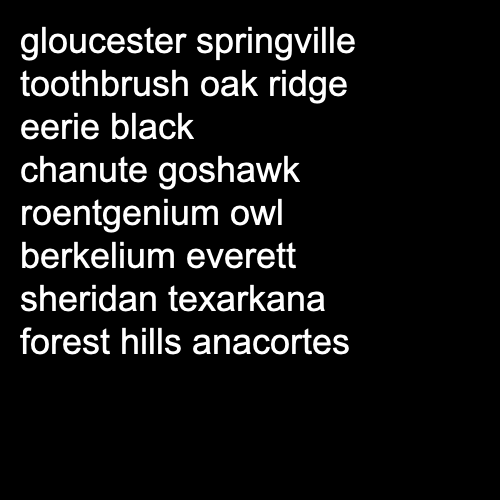 gloucester springville
toothbrush oak ridge
eerie black
chanute goshawk
roentgenium owl
berkelium everett
sheridan texarkana
forest hills anacortes